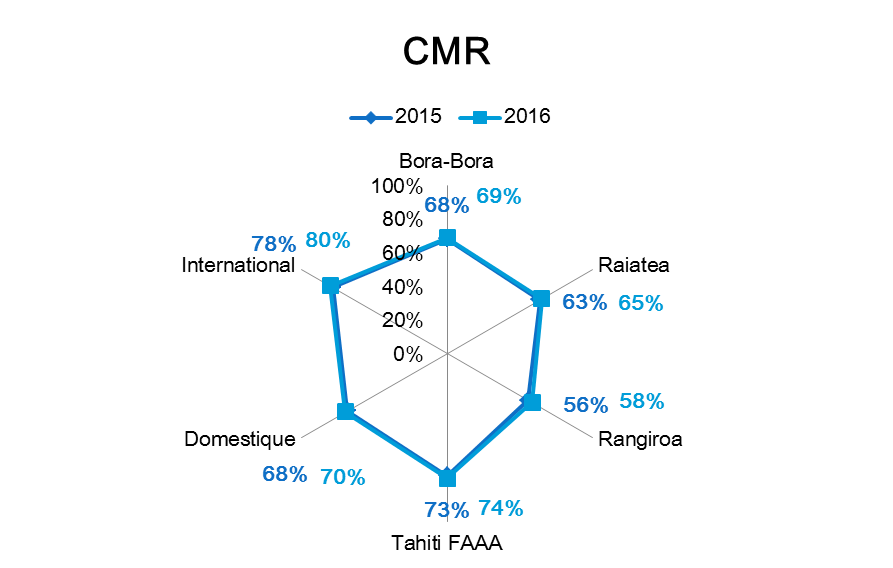 CMR
2015 2016
Bora-Bora
100%
68% 69%
80%
78% 80%
60%
International
Raiatea
40%
63% 65%
20%
0%
56% 58%
Domestique
Rangiroa
68% 70%
73% 74%
Tahiti FAAA